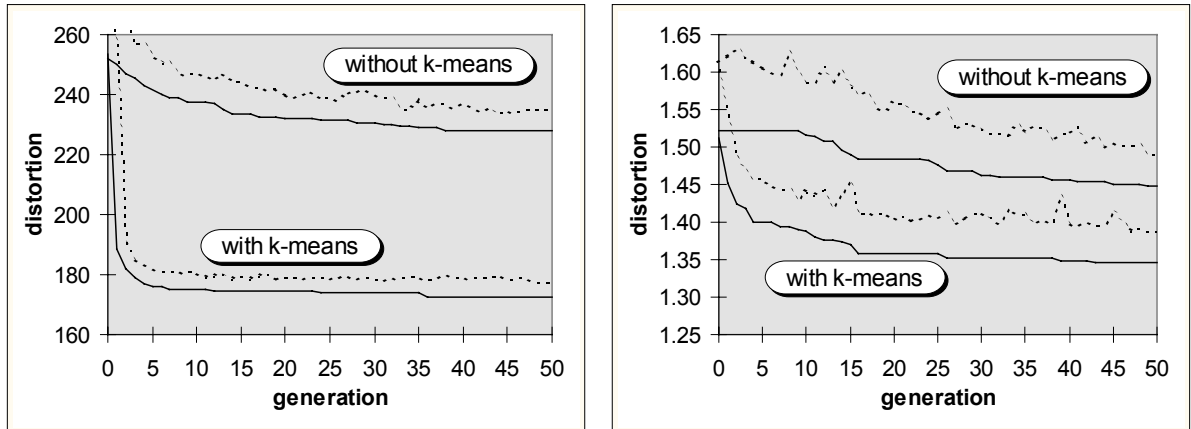 260
240
220
200
180
160
distortion
without k-means
with k-means
0 5 10 15 20 25 30 35 40 45 50
generation
1.65
1.60
1.55
1.50
1.45
1.40
1.35
1.30
1.25
distortion
without k-means
with k-means
0 5 10 15 20 25 30 35 40 45 50
generation